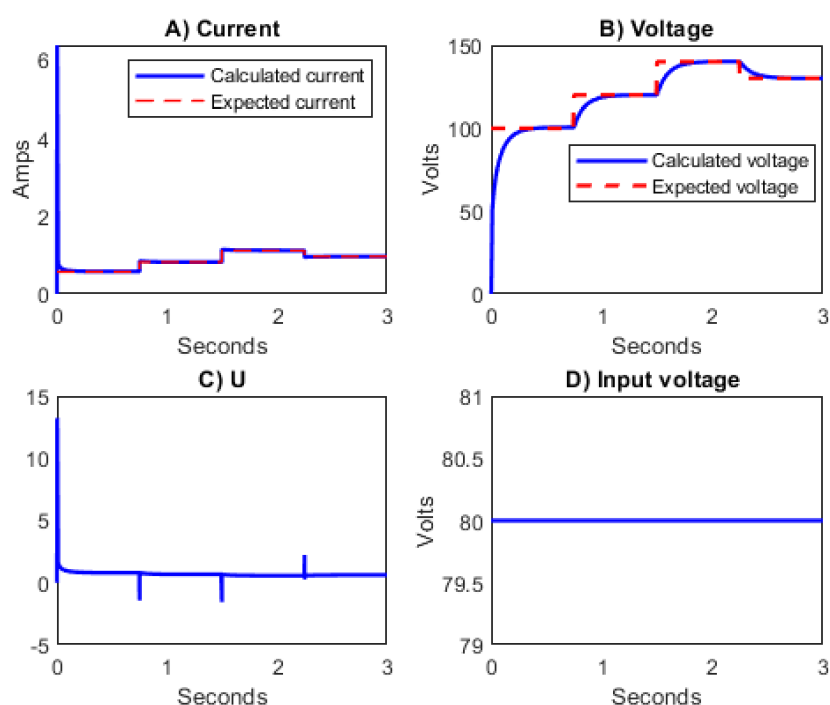 A) Current
6
4
2
0
Amps
Calculated current
Expected current
0 1 2 3
Seconds
B) Voltage
150
100
50
0
Volts
Calculated voltage
Expected voltage
0 1 2 3
Seconds
C) U
15
10
5
0
-5
0 1 2 3
Seconds
D) Input voltage
81
80.5
80
79.5
79
Volts
0 1 2 3
Seconds